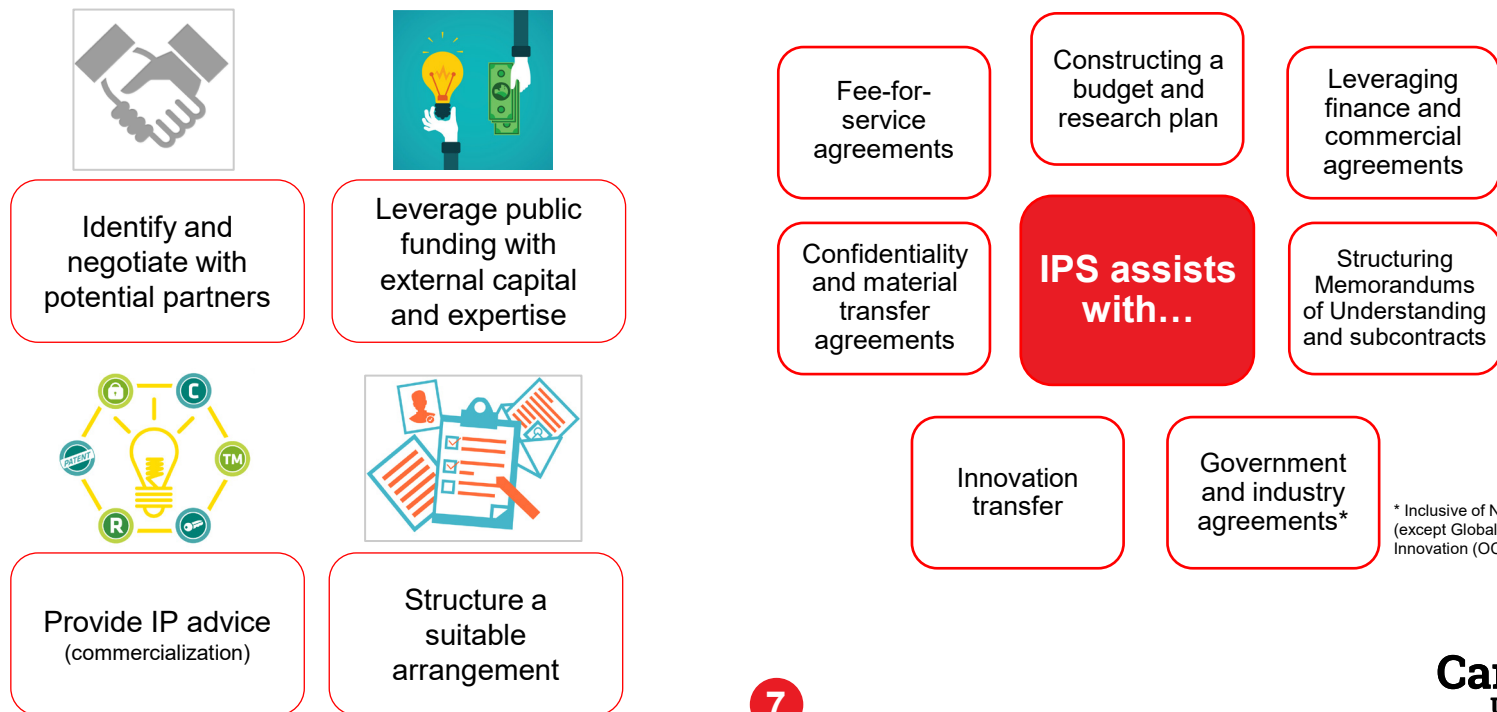 Identify and
negotiate with
potential partners
Leverage public
funding with
external capital
and expertise
PATENT
C
TM
R
Provide IP advice
(commercialization)
Structure a
suitable
arrangement
Fee-for-
service
agreements
Constructing a
budget and
research plan
Leveraging
finance and
commercial
agreements
Confidentiality
and material
transfer
agreements
IPS assists
with…
Structuring
Memorandums
of Understanding
and subcontracts
Innovation
transfer
Government
and industry
agreements*
* Inclusive of
(except Global
Innovation
7